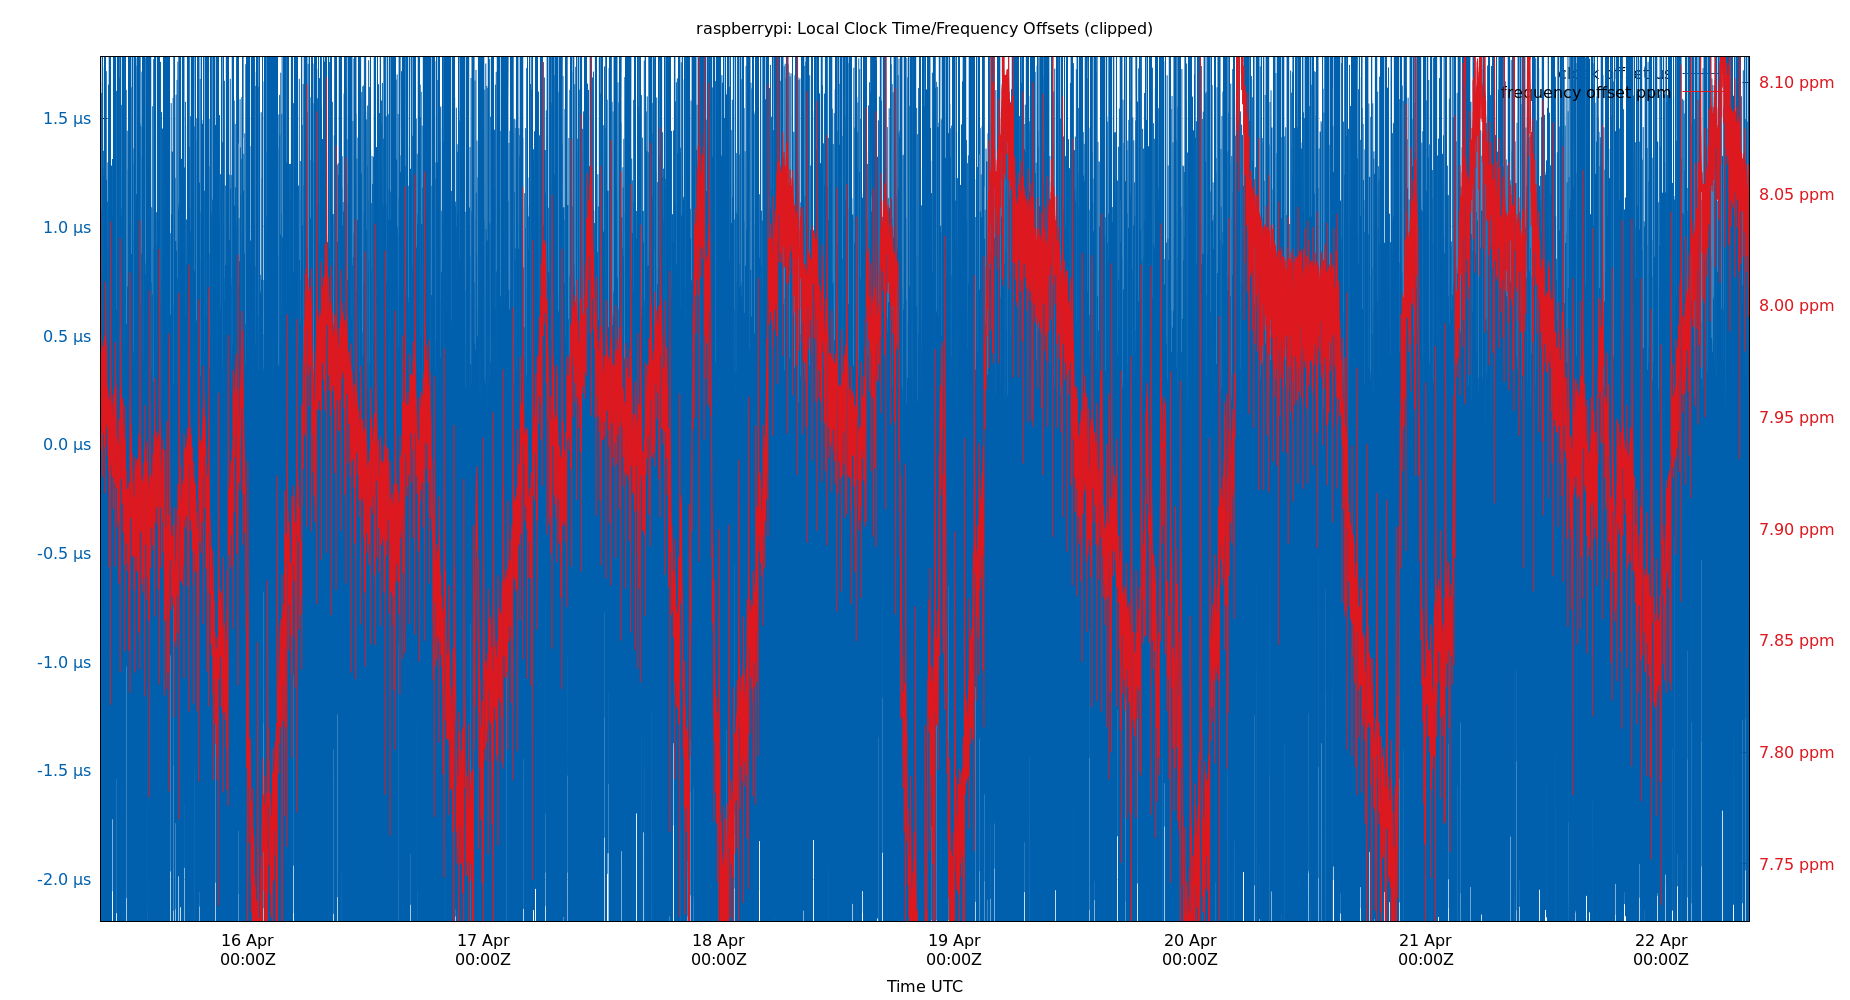 raspberrypi: Local Clock Time/Frequency Offsets (clipped)
clock offset us
frequency offset ppm
1.5 µs
1.0 µs
0.5 µs
0.0 µs
-0.5 µs
-1.0 µs
-1.5 µs
-2.0 µs
8.10 ppm
8.05 ppm
8.00 ppm
7.95 ppm
7.90 ppm
7.85 ppm
7.80 ppm
7.75 ppm
16 Apr 17 Apr 18 Apr 19 Apr 20 Apr 21 Apr 22 Apr
00:00Z 00:00Z 00:00Z 00:00Z 00:00Z 00:00Z 00:00Z
Time UTC